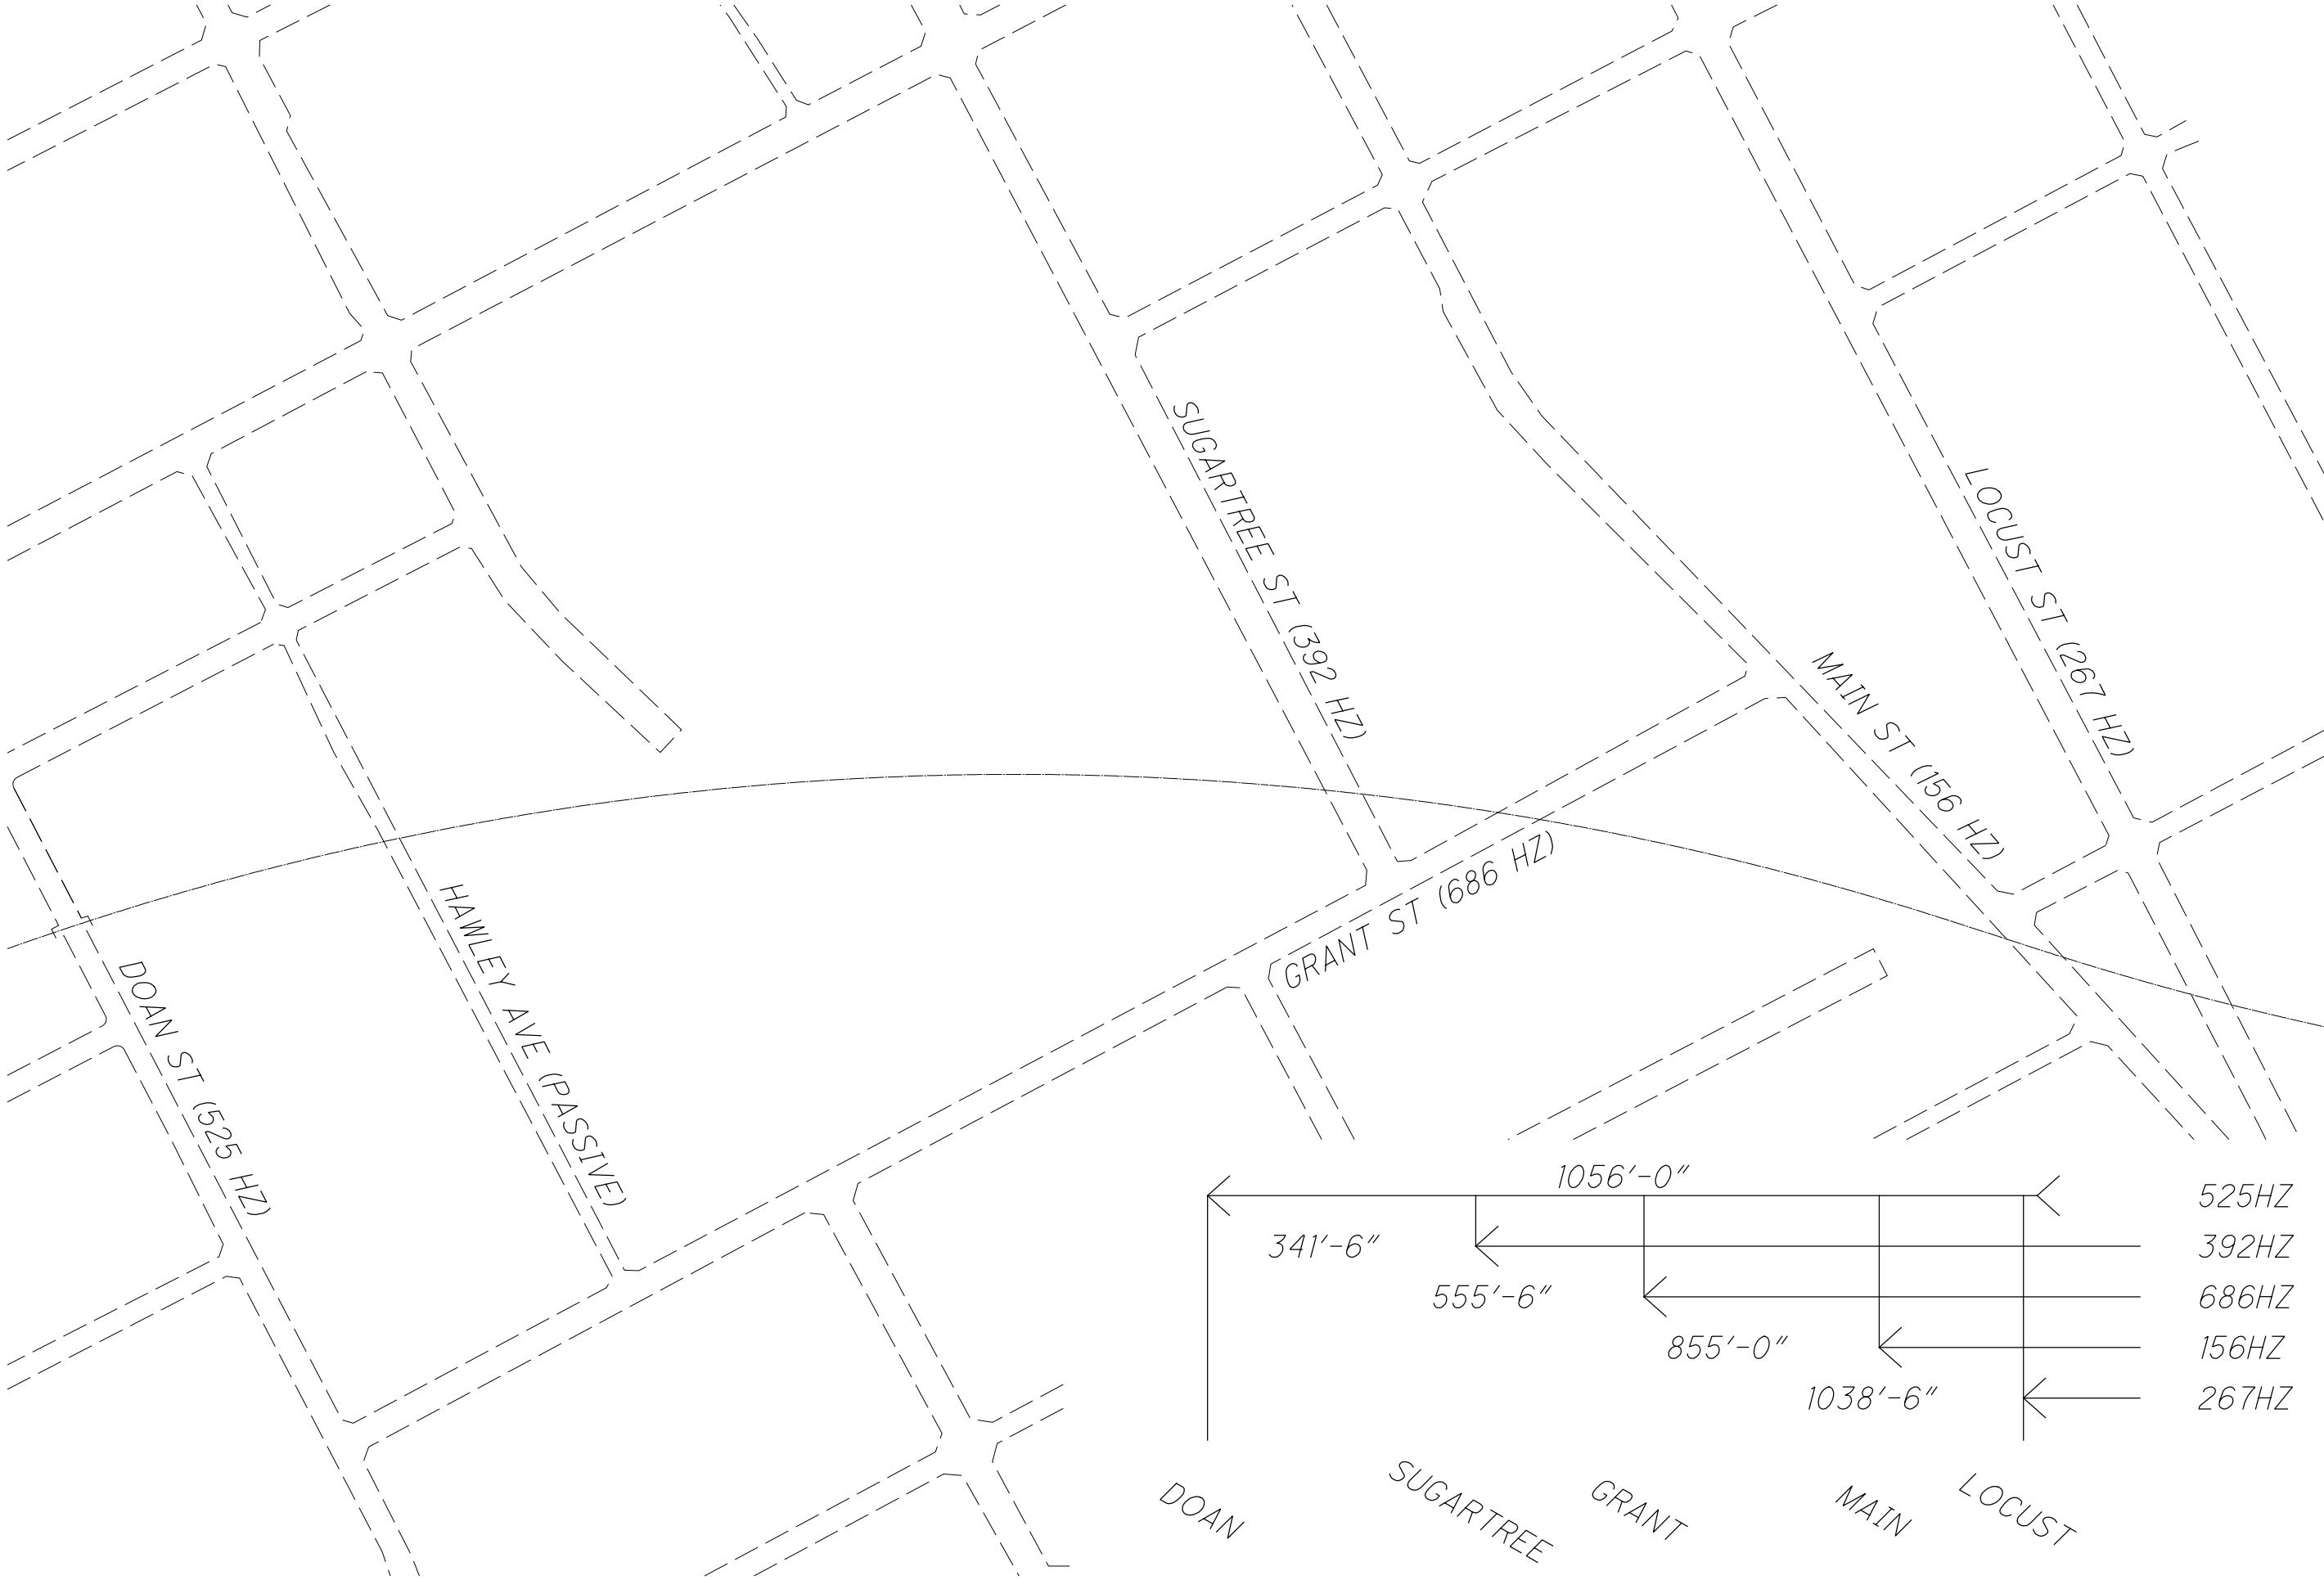 SUGARTREE ST (392 HZ)
LOCUST ST (267 HZ)
MAIN ST (156 HZ)
GRANT ST (686 HZ)
HAWLEY AVE (PASSIVE)
DOAN ST (525 HZ)
1056'-0"
525HZ
341'-6"
392HZ
555'-6"
686HZ
855'-0"
156HZ
1038'-6"
267HZ
DOAN
SUGARTREE
GRANT
MAIN
LOCUST